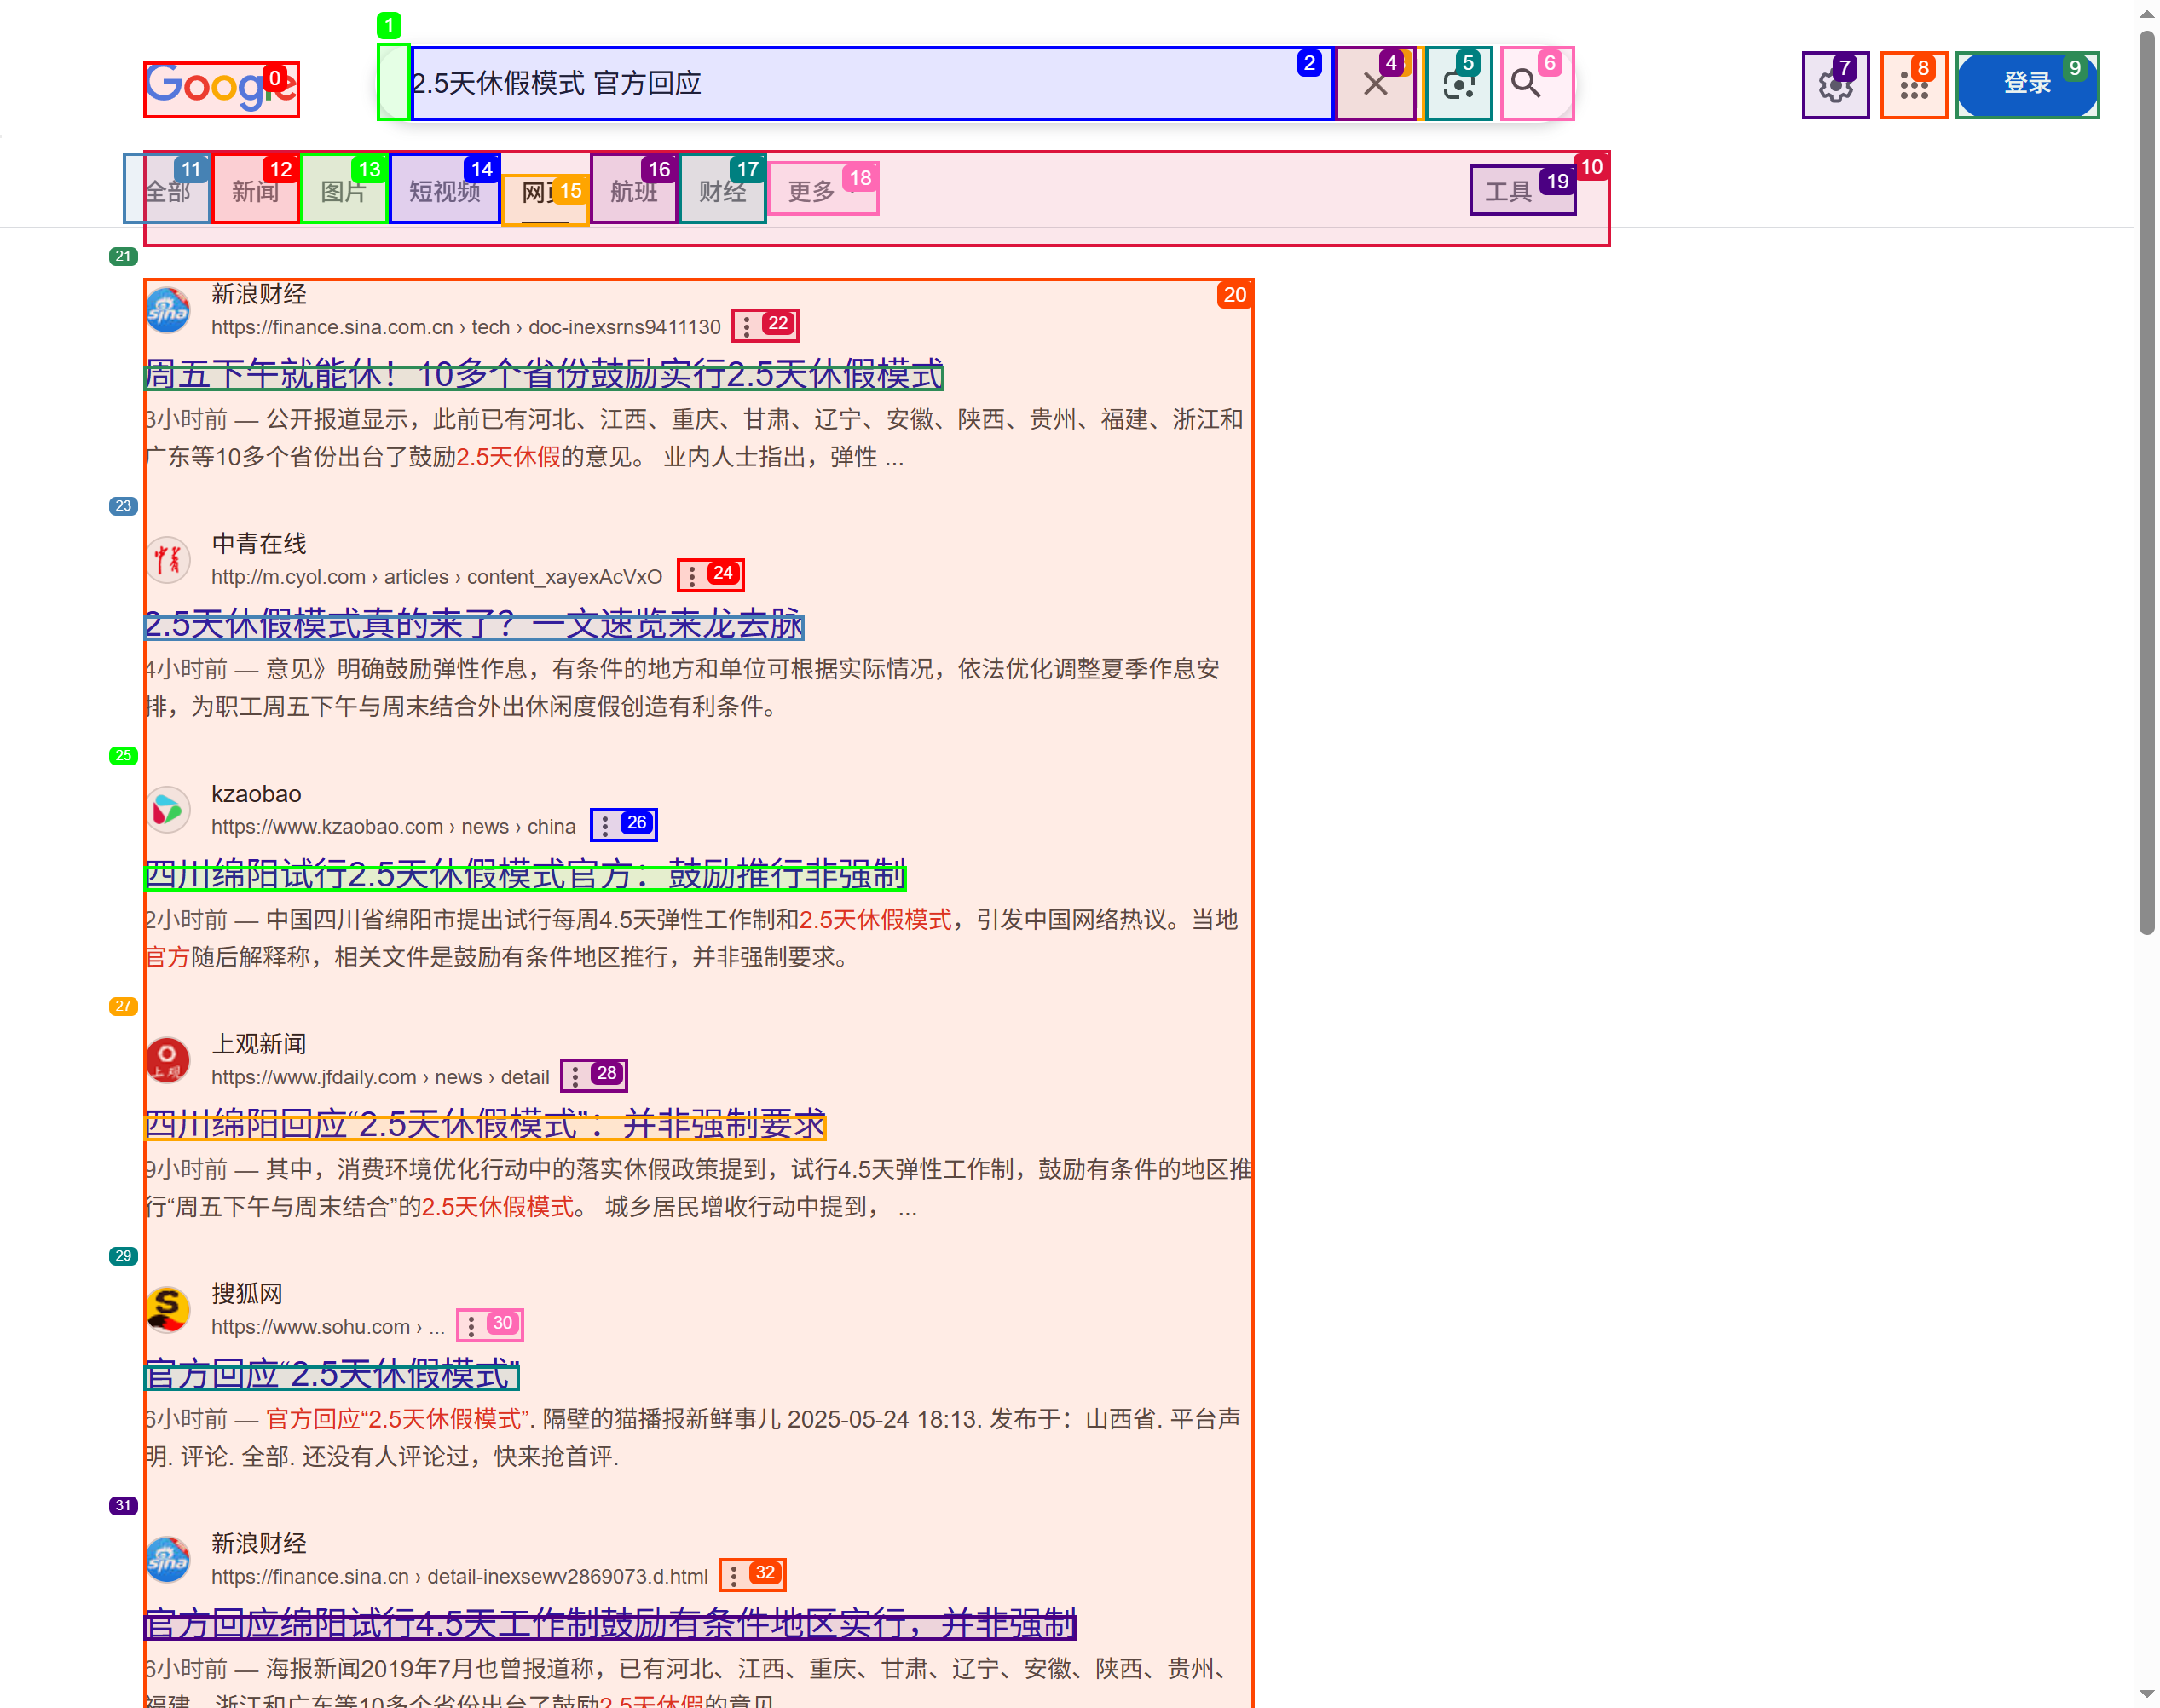 1
Google
0
2.5天休假模式 官方回应
2
4
5
6
7
8
登录
9
10
全部
11
新闻
12
图片
13
短视频
14
网页
15
航班
16
财经
17
更多
18
工具
19
20
21
新浪财经
https://finance.sina.com.cn › tech › doc-inexsrns9411130
22
周五下午就能休！10多个省份鼓励实行2.5天休假模式
3小时前 — 公开报道显示，此前已有河北、江西、重庆、甘肃、辽宁、安徽、陕西、贵州、福建、浙江和
广东等10多个省份出台了鼓励2.5天休假的意见。 业内人士指出，弹性 ...
23
中青在线
http://m.cyol.com › articles › content_xayexAcVxO
24
2.5天休假模式真的来了？一文速览来龙去脉
4小时前 — 意见》明确鼓励弹性作息，有条件的地方和单位可根据实际情况，依法优化调整夏季作息安
排，为职工周五下午与周末结合外出休闲度假创造有利条件。
25
kzaobao
https://www.kzaobao.com › news › china
26
四川绵阳试行2.5天休假模式官方：鼓励推行非强制
2小时前 — 中国四川省绵阳市提出试行每周4.5天弹性工作制和2.5天休假模式，引发中国网络热议。当地
官方随后解释称，相关文件是鼓励有条件地区推行，并非强制要求。
27
上观新闻
https://www.jfdaily.com › news › detail
28
四川绵阳回应“2.5天休假模式”：并非强制要求
9小时前 — 其中，消费环境优化行动中的落实休假政策提到，试行4.5天弹性工作制，鼓励有条件的地区推
行“周五下午与周末结合”的2.5天休假模式。 城乡居民增收行动中提到， ...
29
搜狐网
https://www.sohu.com › ...
30
官方回应“2.5天休假模式”
6小时前 — 官方回应“2.5天休假模式”. 隔壁的猫播报新鲜事儿 2025-05-24 18:13. 发布于：山西省. 平台声
明. 评论. 全部. 还没有人评论过，快来抢首评.
31
新浪财经
https://finance.sina.cn › detail-inexsewv2869073.d.html
32
官方回应绵阳试行4.5天工作制鼓励有条件地区实行，并非强制
6小时前 — 海报新闻2019年7月也曾报道称，已有河北、江西、重庆、甘肃、辽宁、安徽、陕西、贵州、
福建、浙江和广东等10多个省份出台了鼓励2.5天休假的意见